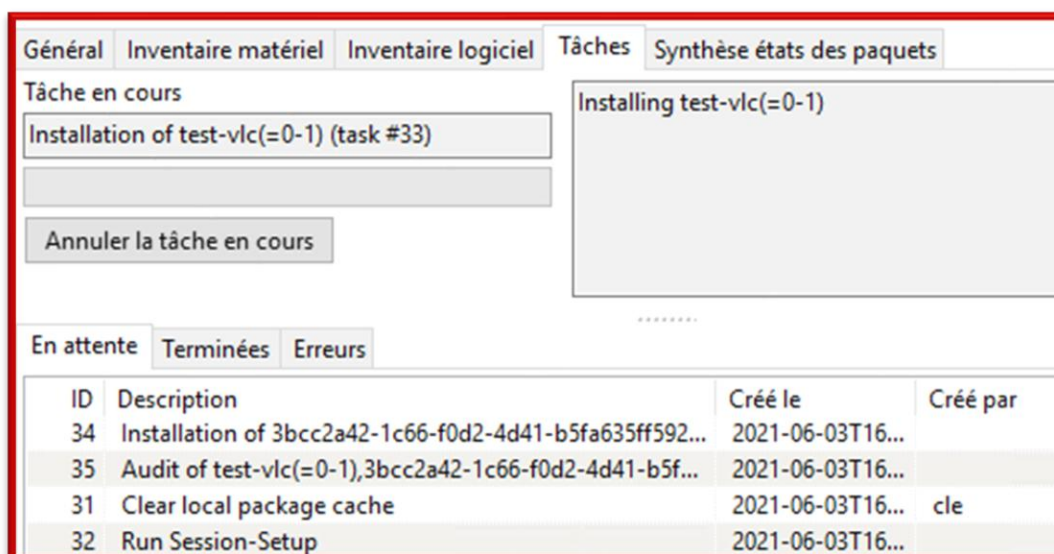 Général Inventaire matériel Inventaire logiciel Tâches Synthèse états des paquets
Tâche en cours
Installation of test-vlc(=0-1) (task #33)
Annuler la tâche en cours
Installing test-vlc(=0-1)
En attente Terminées Erreurs
ID Description Créé le Créé par
34 Installation of 3bcc2a42-1c66-f0d2-4d41-b5fa635ff592... 2021-06-03T16...
35 Audit of test-vlc(=0-1),3bcc2a42-1c66-f0d2-4d41-b5f... 2021-06-03T16...
31 Clear local package cache 2021-06-03T16... cle
32 Run Session-Setup 2021-06-03T16...